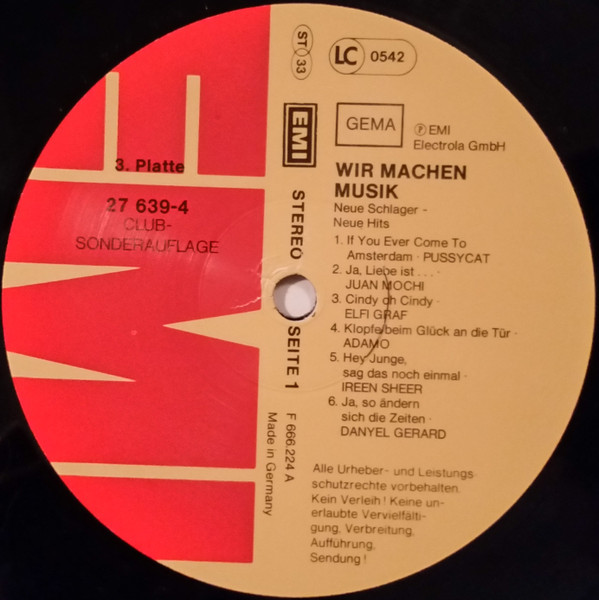 ST 33
LC 0542
GEMA
℗ EMI
Electrola GmbH
EMI
STEREO
SEITE 1
F 666.224 A
Made in Germany
3. Platte
27 639-4
CLUB-
SONDERAUFLAGE
WIR MACHEN
MUSIK
Neue Schlager -
Neue Hits
1. If You Ever Come To
Amsterdam · PUSSYCAT
2. Ja, Liebe ist . . . ·
JUAN MOCHI
3. Cindy oh Cindy ·
ELFI GRAF
4. Klopfe beim Glück an die Tür ·
ADAMO
5. Hey Junge,
sag das noch einmal ·
IREEN SHEER
6. Ja, so ändern
sich die Zeiten ·
DANYEL GERARD
Alle Urheber- und Leistungs-
schutzrechte vorbehalten.
Kein Verleih! Keine un-
erlaubte Vervielfälti-
gung, Verbreitung,
Aufführung,
Sendung!